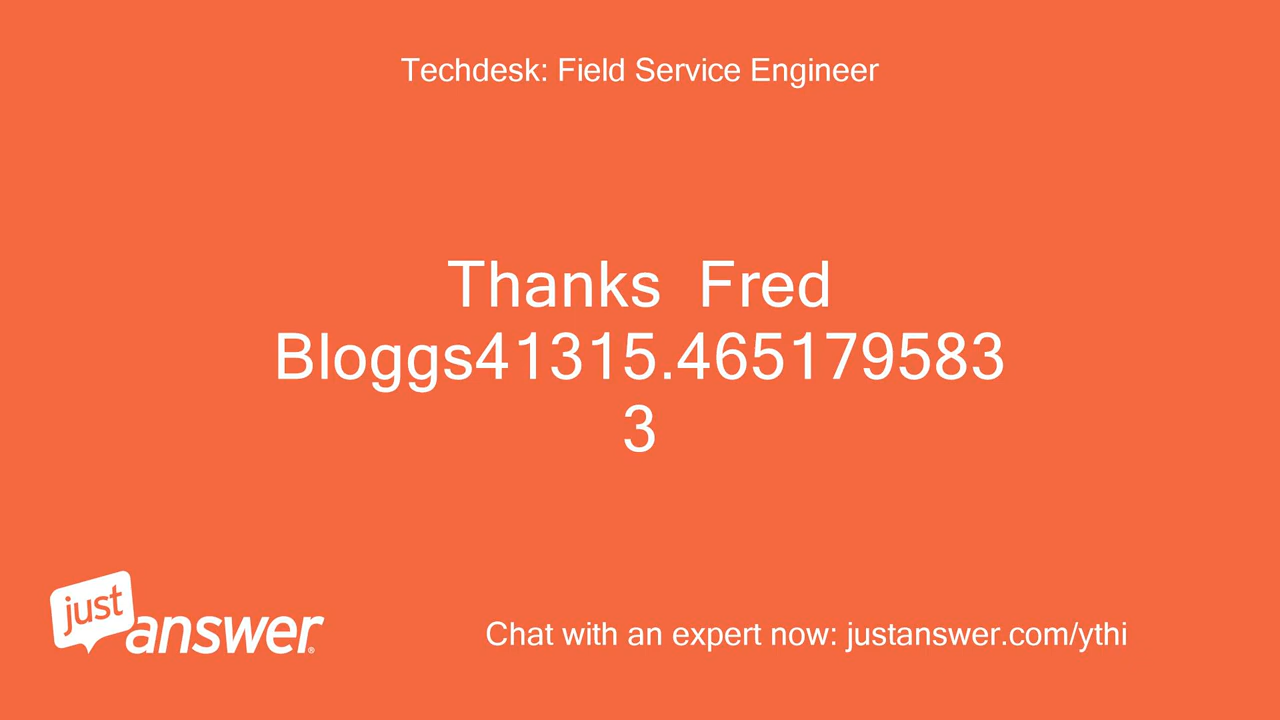 Techdesk: Field Service Engineer
Thanks  Fred
Bloggs41315.465179583
3
just
answer®
Chat with an expert now: justanswer.com/ythi